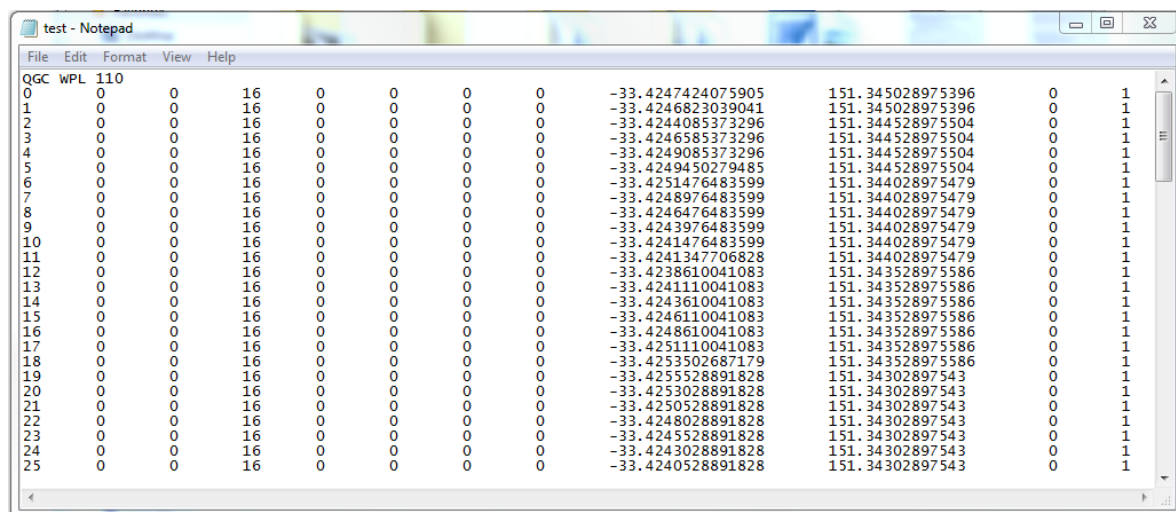 test - Notepad
File Edit Format View Help
QGC WPL 110
0 0 0 16 0 0 0 0 -33.4247424075905 151.345028975396 0 1
1 0 0 16 0 0 0 0 -33.4246823039041 151.345028975396 0 1
2 0 0 16 0 0 0 0 -33.4244085373296 151.344528975504 0 1
3 0 0 16 0 0 0 0 -33.4246585373296 151.344528975504 0 1
4 0 0 16 0 0 0 0 -33.4249085373296 151.344528975504 0 1
5 0 0 16 0 0 0 0 -33.4249450279485 151.344528975504 0 1
6 0 0 16 0 0 0 0 -33.4251476483599 151.344028975479 0 1
7 0 0 16 0 0 0 0 -33.4248976483599 151.344028975479 0 1
8 0 0 16 0 0 0 0 -33.4246476483599 151.344028975479 0 1
9 0 0 16 0 0 0 0 -33.4243976483599 151.344028975479 0 1
10 0 0 16 0 0 0 0 -33.4241476483599 151.344028975479 0 1
11 0 0 16 0 0 0 0 -33.4241347706828 151.344028975479 0 1
12 0 0 16 0 0 0 0 -33.4238610041083 151.343528975586 0 1
13 0 0 16 0 0 0 0 -33.4241110041083 151.343528975586 0 1
14 0 0 16 0 0 0 0 -33.4243610041083 151.343528975586 0 1
15 0 0 16 0 0 0 0 -33.4246110041083 151.343528975586 0 1
16 0 0 16 0 0 0 0 -33.4248610041083 151.343528975586 0 1
17 0 0 16 0 0 0 0 -33.4251110041083 151.343528975586 0 1
18 0 0 16 0 0 0 0 -33.4253502687179 151.343528975586 0 1
19 0 0 16 0 0 0 0 -33.4255528891828 151.34302897543 0 1
20 0 0 16 0 0 0 0 -33.4253028891828 151.34302897543 0 1
21 0 0 16 0 0 0 0 -33.4250528891828 151.34302897543 0 1
22 0 0 16 0 0 0 0 -33.4248028891828 151.34302897543 0 1
23 0 0 16 0 0 0 0 -33.4245528891828 151.34302897543 0 1
24 0 0 16 0 0 0 0 -33.4243028891828 151.34302897543 0 1
25 0 0 16 0 0 0 0 -33.4240528891828 151.34302897543 0 1